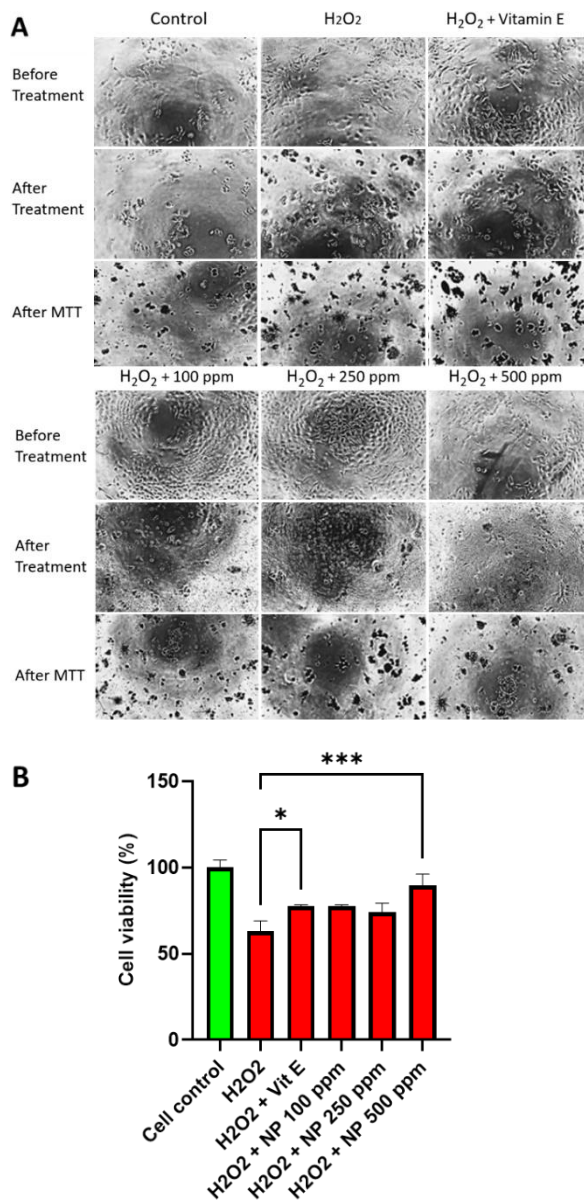 A
Control
H₂O₂
H₂O₂ + Vitamin E
Before
Treatment
After
Treatment
After MTT
H₂O₂ + 100 ppm
H₂O₂ + 250 ppm
H₂O₂ + 500 ppm
Before
Treatment
After
Treatment
After MTT
B
***
*
150
100
50
0
Cell viability (%)
Cell control
H2O2
H2O2 + Vit E
H2O2 + NP 100 ppm
H2O2 + NP 250 ppm
H2O2 + NP 500 ppm